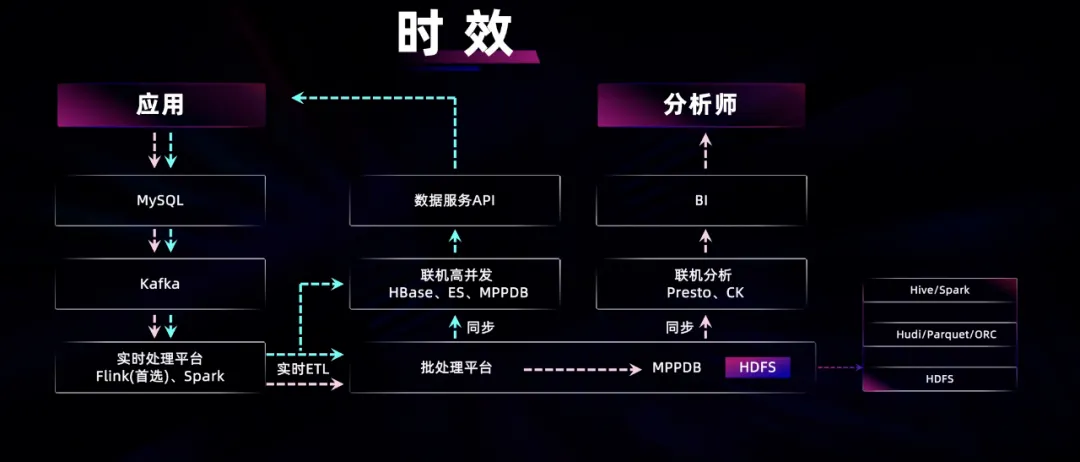 时效
应用
分析师
MySQL
数据服务API
BI
Kafka
联机高并发
HBase、ES、MPPDB
联机分析
Presto、CK
Hive/Spark
Hudi/Parquet/ORC
HDFS
同步
同步
实时处理平台
Flink(首选)、Spark
实时ETL
批处理平台
MPPDB
HDFS